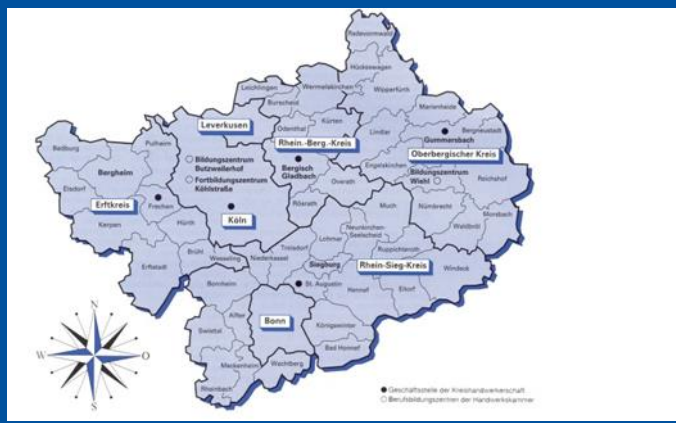 Radevormwald
Hückeswagen
Leichlingen
Wermelskirchen
Wipperfürth
Burscheid
Marienheide
Leverkusen
Odenthal
Kürten
Lindlar
Bergneustadt
Gummersbach
Pulheim
Rhein.-Berg.-Kreis
Bedburg
Oberbergischer Kreis
Bildungszentrum
Butzweilerhof
Bergisch
Gladbach
Engelskirchen
Bergheim
Fortbildungszentrum
Köhlstraße
Bildungszentrum
Wiehl
Reichshof
Elsdorf
Overath
Erftkreis
Frechen
Rösrath
Much
Nümbrecht
Morsbach
Köln
Kerpen
Hürth
Neunkirchen-
Seelscheid
Waldbröl
Lohmar
Troisdorf
Ruppichteroth
Brühl
Wesseling
Niederkassel
Siegburg
Rhein-Sieg-Kreis
Windeck
Erftstadt
Bornheim
St. Augustin
Hennef
Eitorf
Alfter
Bonn
Swisttal
Königswinter
Bad Honnef
Meckenheim
Wachtberg
Rheinbach
N
W
O
S
● Geschäftsstelle der Kreishandwerkerschaft
○ Berufsbildungszentren der Handwerkskammer